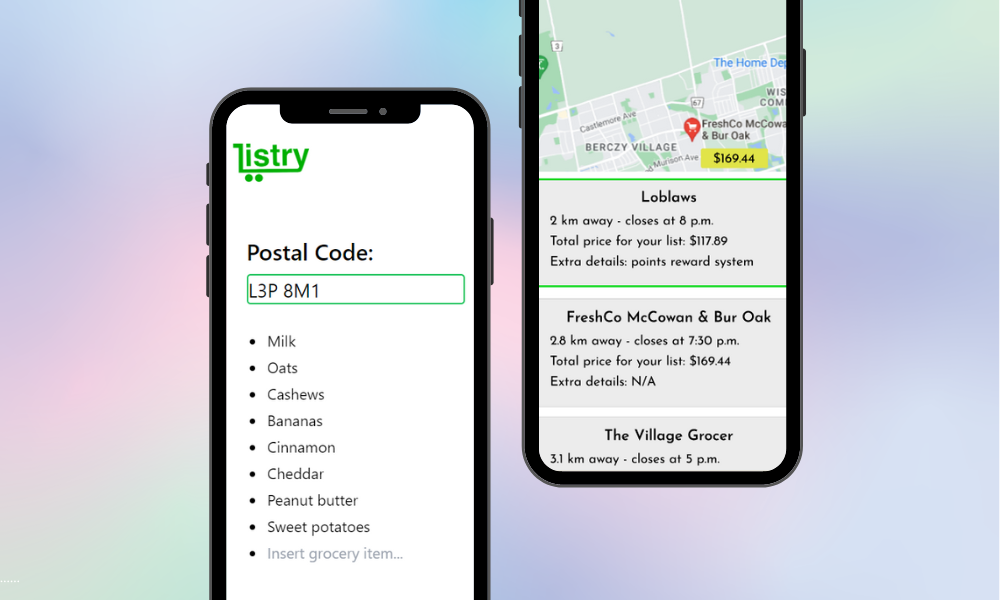 listry
Postal Code:
L3P 8M1
Milk
Oats
Cashews
Bananas
Cinnamon
Cheddar
Peanut butter
Sweet potatoes
Insert grocery item...
3
The Home Dep
WIS
COM
67
Castlemore Ave
FreshCo McCowa
& Bur Oak
BERCZY VILLAGE
Munson Ave
$169.44
Loblaws
2 km away - closes at 8 p.m.
Total price for your list: $117.89
Extra details: points reward system
FreshCo McCowan & Bur Oak
2.8 km away - closes at 7:30 p.m.
Total price for your list: $169.44
Extra details: N/A
The Village Grocer
3.1 km away - closes at 5 p.m.